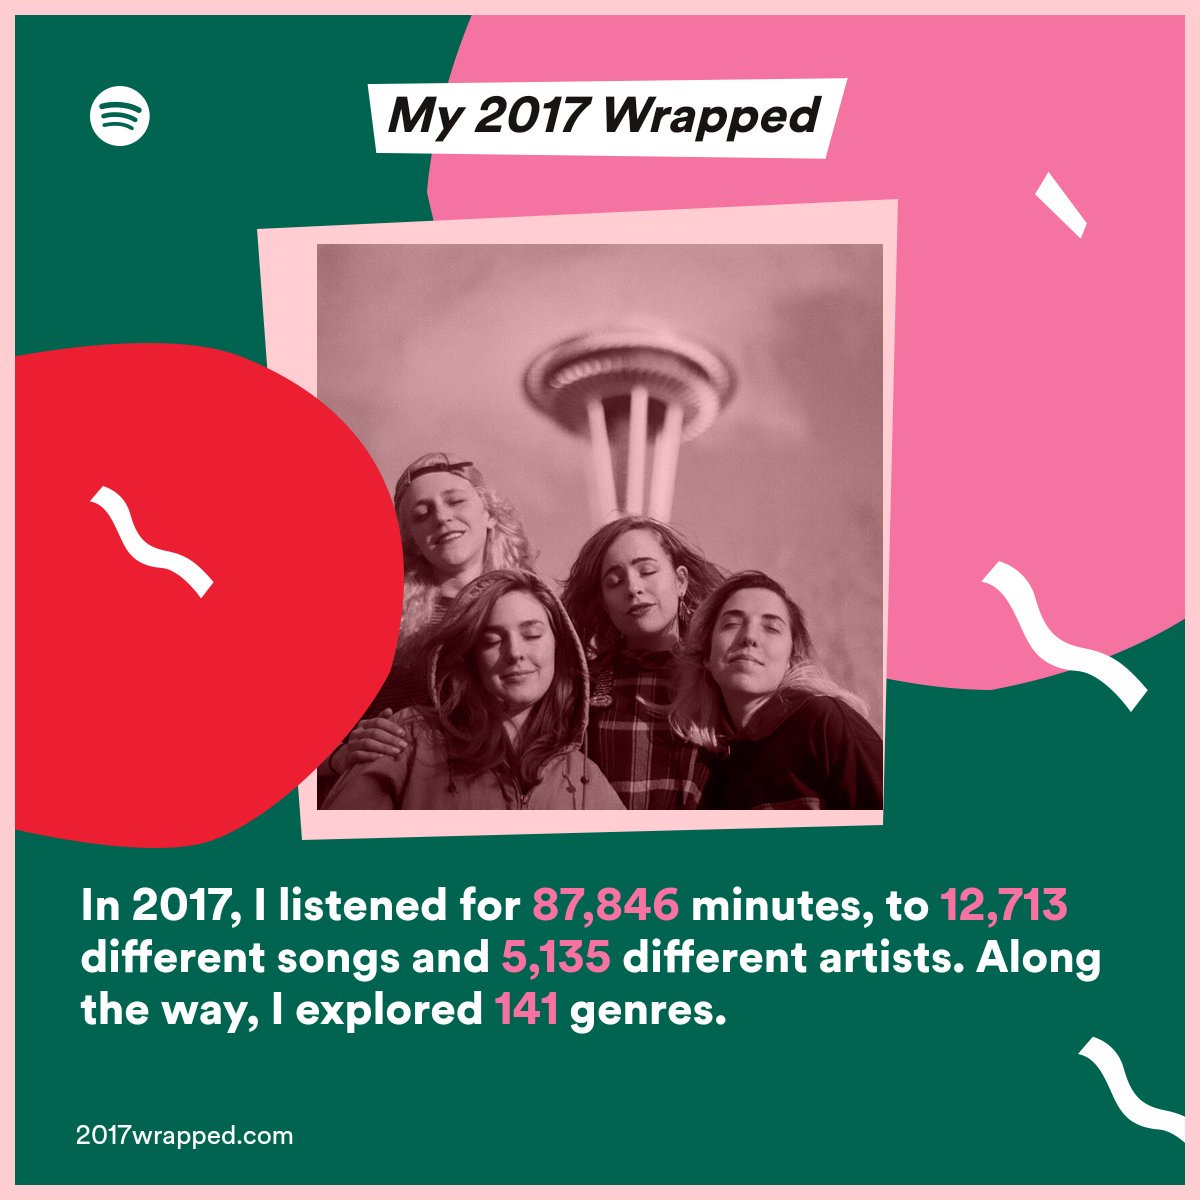 My 2017 Wrapped
In 2017, I listened for 87,846 minutes, to 12,713
different songs and 5,135 different artists. Along
the way, I explored 141 genres.
2017wrapped.com